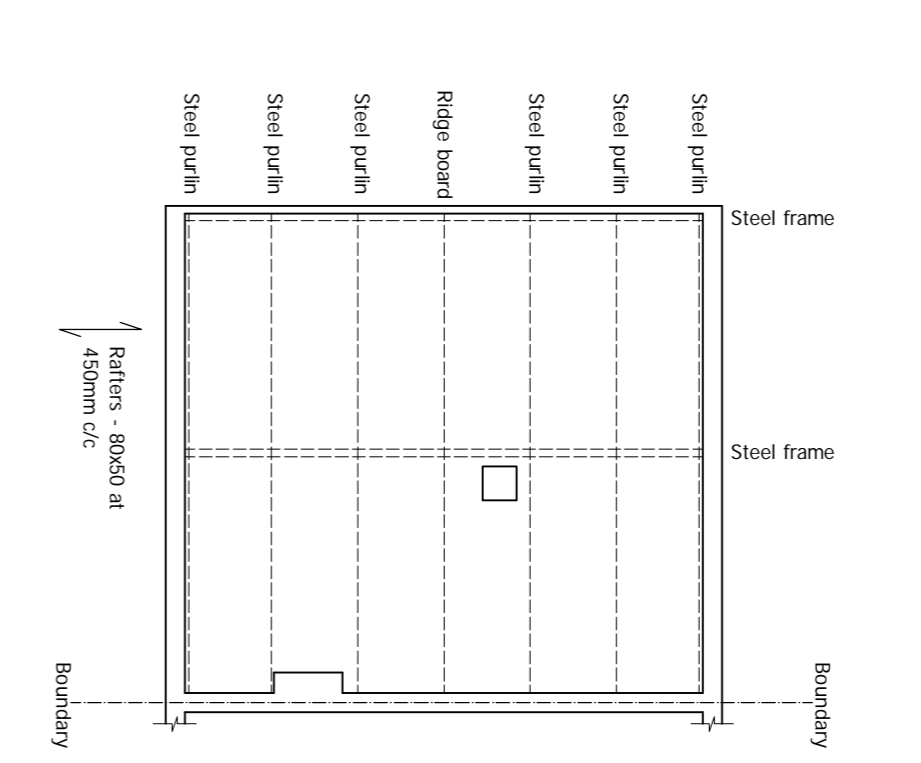 Steel purlin
Steel purlin
Steel purlin
Ridge board
Steel purlin
Steel purlin
Steel purlin
Steel frame
Rafters - 80x50 at
450mm c/c
Steel frame
Boundary
Boundary